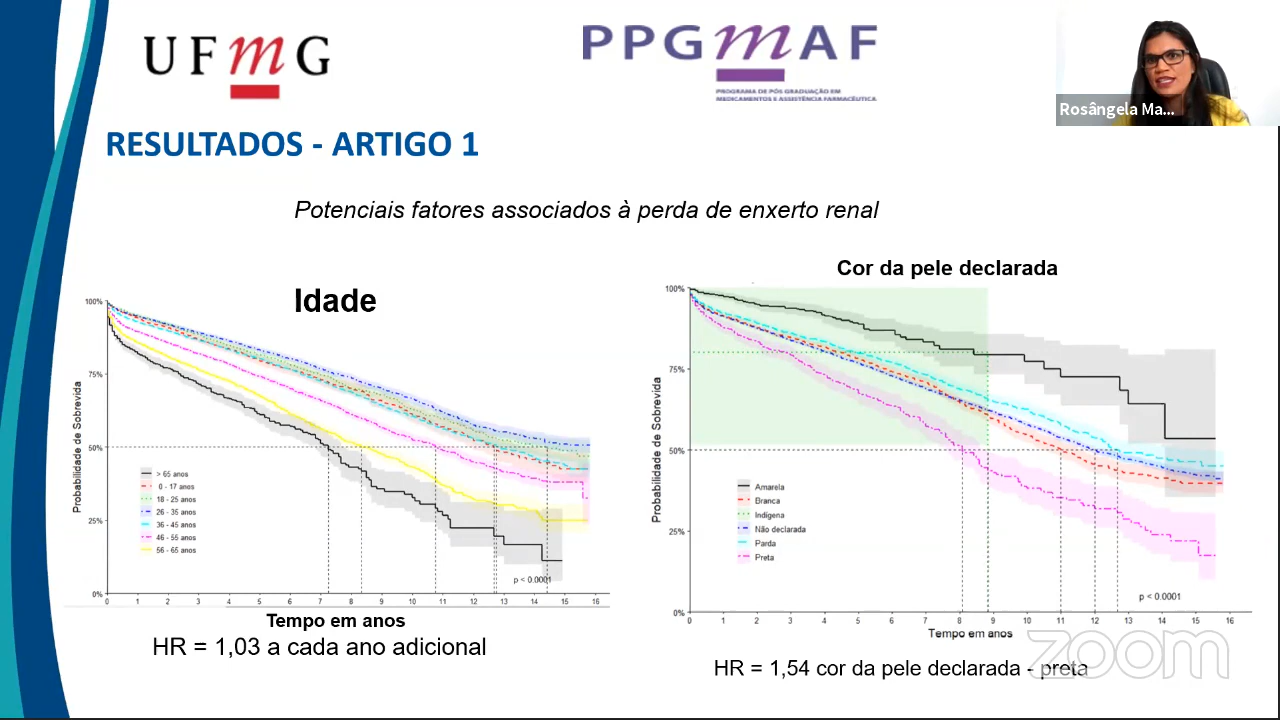 UFmG
PPGmAF
PROGRAMA DE PÓS GRADUAÇÃO EM
MEDICAMENTOS E ASSISTÊNCIA FARMACÊUTICA
Rosângela Ma...
RESULTADOS - ARTIGO 1
Potenciais fatores associados à perda de enxerto renal
Idade
100%
75%
50%
25%
0%
Probabilidade de Sobrevida
> 65 anos
0 - 17 anos
18 - 25 anos
26 - 35 anos
36 - 45 anos
46 - 55 anos
56 - 65 anos
p < 0.0001
0 1 2 3 4 5 6 7 8 9 10 11 12 13 14 15 16
Tempo em anos
HR = 1,03 a cada ano adicional
Cor da pele declarada
100%
75%
50%
25%
0%
Probabilidade de Sobrevida
Amarela
Branca
Indígena
Não declarada
Parda
Preta
p < 0.0001
0 1 2 3 4 5 6 7 8 9 10 11 12 13 14 15 16
Tempo em anos
HR = 1,54 cor da pele declarada - preta
zoom